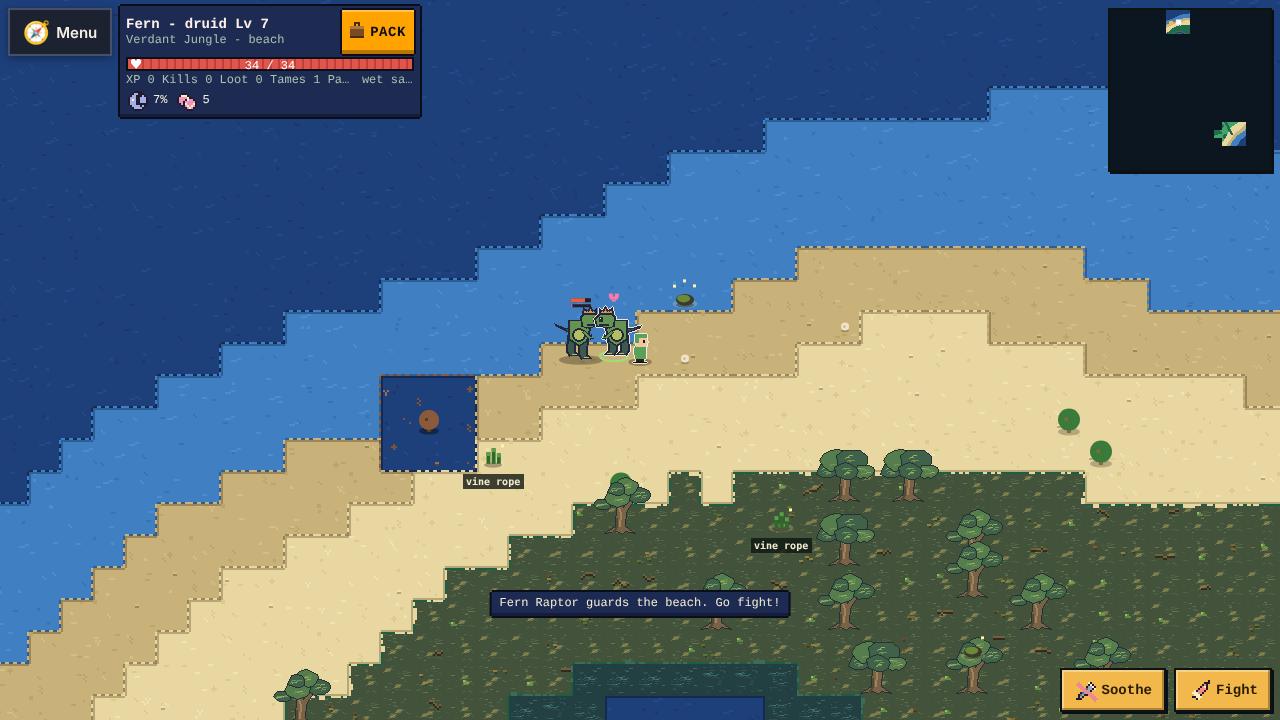 Menu
Fern - druid Lv 7
Verdant Jungle - beach
PACK
34 / 34
XP 0 Kills 0 Loot 0 Tames 1 Pa… wet sa…
7% 5
vine rope
vine rope
Fern Raptor guards the beach. Go fight!
Soothe
Fight